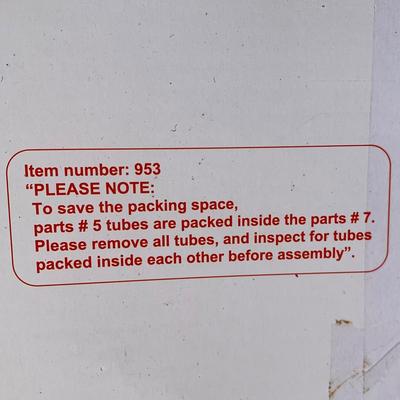 Item number: 953
“PLEASE NOTE:
To save the packing space,
parts # 5 tubes are packed inside the parts # 7.
Please remove all tubes, and inspect for tubes
packed inside each other before assembly”.